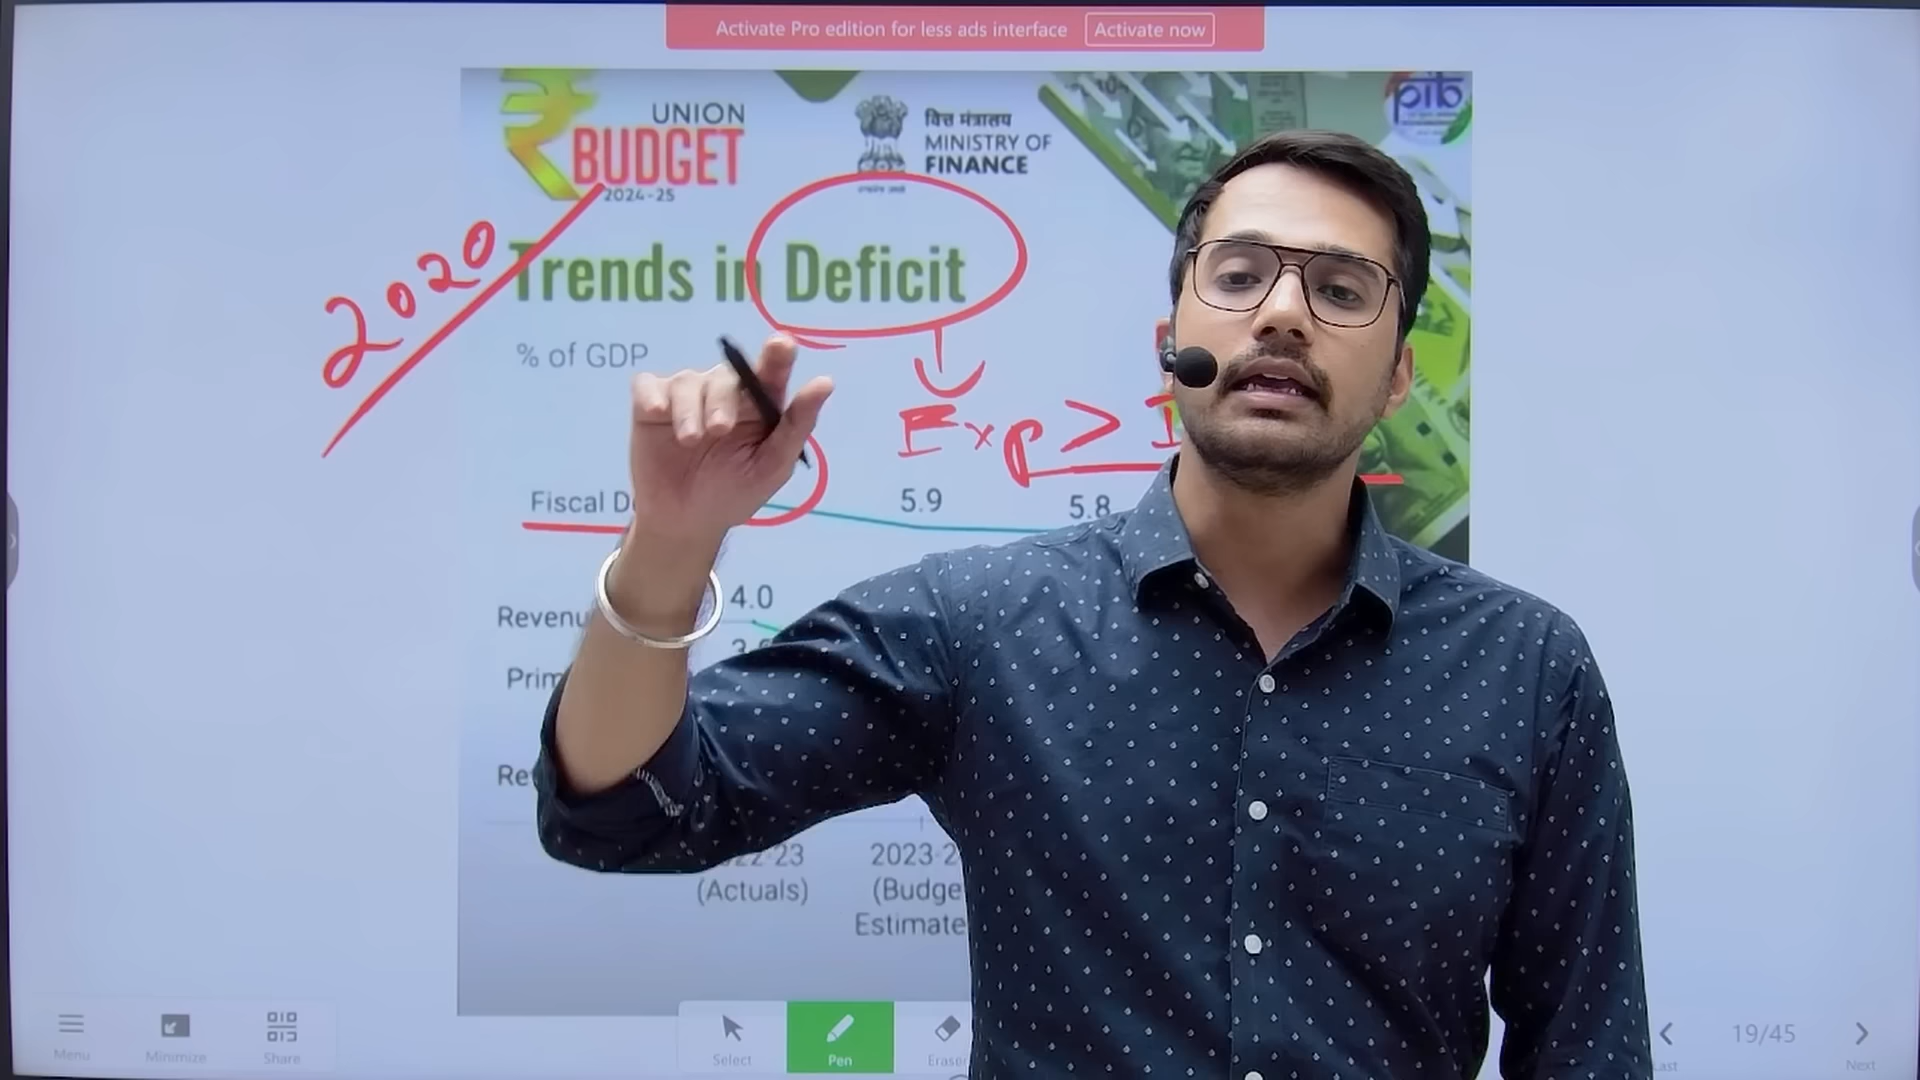 Activate Pro edition for less ads interface Activate now
UNION
BUDGET
2024-25
वित्त मंत्रालय
MINISTRY OF
FINANCE
pib
2020
Trends in Deficit
% of GDP
Exp > I
Fiscal De
5.9
5.8
4.0
Revenu
Prim
Re
22-23
(Actuals)
2023-2
(Budge
Estimate
Menu
Minimize
Share
Select
Pen
Eraser
Last
19/45
Next